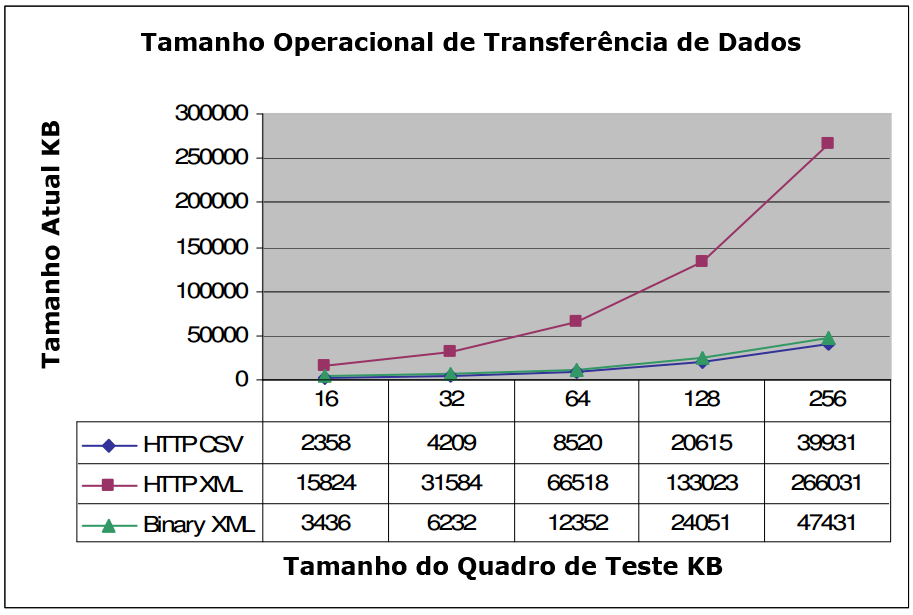 Tamanho Operacional de Transferência de Dados
Tamanho Atual KB
300000
250000
200000
150000
100000
50000
0
16 32 64 128 256
HTTP CSV 2358 4209 8520 20615 39931
HTTP XML 15824 31584 66518 133023 266031
Binary XML 3436 6232 12352 24051 47431
Tamanho do Quadro de Teste KB